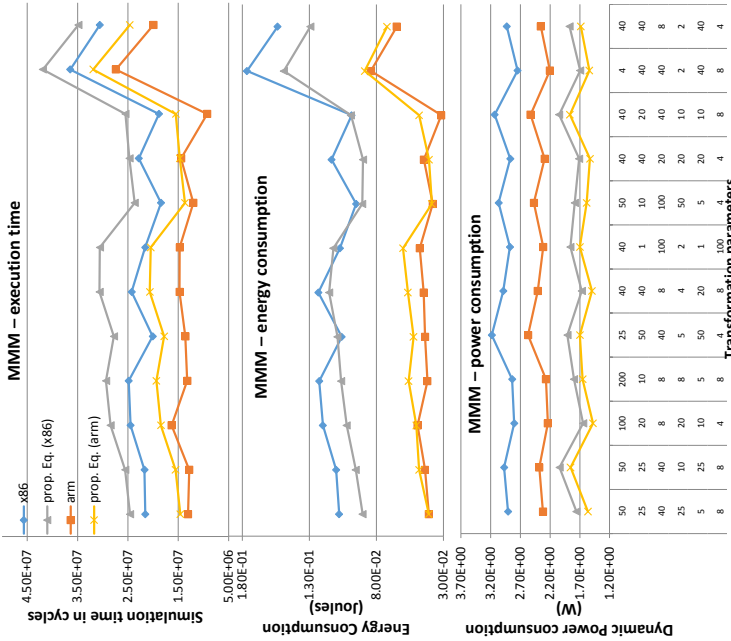 MMM – execution time
x86
prop. Eq. (x86)
arm
prop. Eq. (arm)
Simulation time in cycles
4.50E+07
3.50E+07
2.50E+07
1.50E+07
5.00E+06
MMM – energy consumption
Energy Consumption
(Joules)
1.80E-01
1.30E-01
8.00E-02
3.00E-02
MMM – power consumption
Dynamic Power consumption
(W)
3.70E+00
3.20E+00
2.70E+00
2.20E+00
1.70E+00
1.20E+00
50 50 100 200 25 40 40 50 40 40 4 40
25 25 20 10 50 40 1 10 40 20 40 40
40 40 8 8 40 8 100 100 20 40 40 8
25 10 20 8 5 4 2 50 20 10 2 2
5 25 10 5 50 20 1 5 20 10 40 40
8 8 4 8 4 8 100 4 4 8 8 4
Transformation parameters